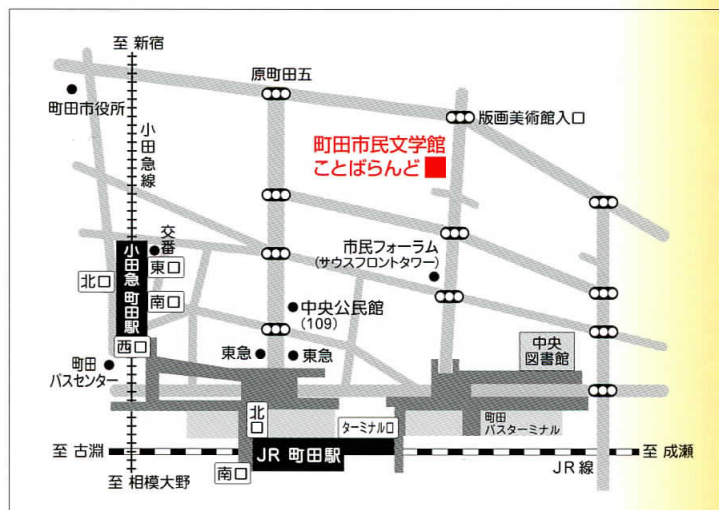 至 新宿
原町田五
町田市役所
版画美術館入口
小田急線
町田市民文学館
ことばらんど
交番
小田急 町田駅
東口
北口
南口
西口
市民フォーラム
(サウスフロントタワー)
中央公民館
(109)
町田
バスセンター
東急
東急
中央
図書館
北口
ターミナル口
町田
バスターミナル
至 古淵
JR 町田駅
至 成瀬
JR線
南口
至 相模大野